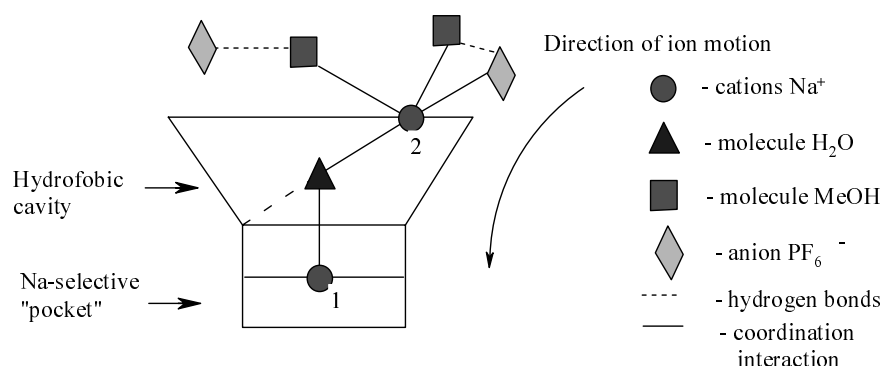 Direction of ion motion
- cations Na⁺
2
- molecule H₂O
Hydrofobic
cavity
- molecule MeOH
- anion PF₆⁻
Na-selective
"pocket"
1
- hydrogen bonds
- coordination
interaction